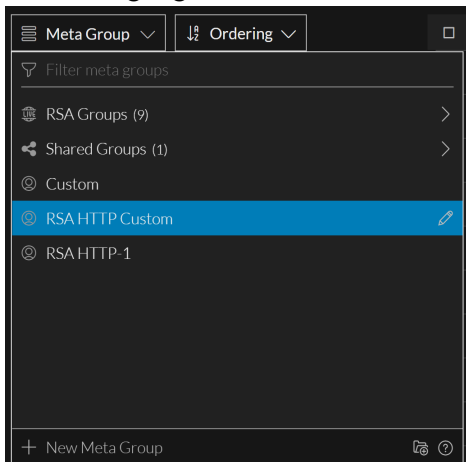 Meta Group Ordering
Filter meta groups
RSA Groups (9)
Shared Groups (1)
Custom
RSA HTTP Custom
RSA HTTP-1
+ New Meta Group